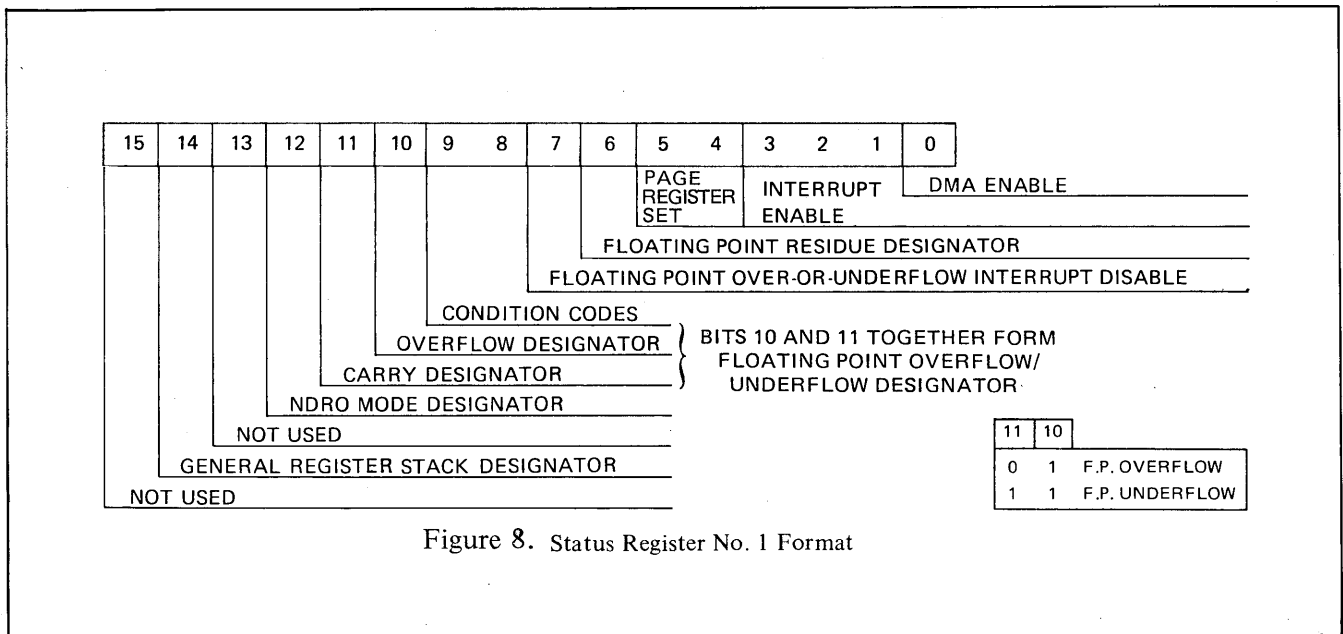 15 14 13 12 11 10 9 8 7 6 5 4 3 2 1 0
PAGE
REGISTER
SET
INTERRUPT
ENABLE
DMA ENABLE
FLOATING POINT RESIDUE DESIGNATOR
FLOATING POINT OVER-OR-UNDERFLOW INTERRUPT DISABLE
CONDITION CODES
OVERFLOW DESIGNATOR
CARRY DESIGNATOR
BITS 10 AND 11 TOGETHER FORM
FLOATING POINT OVERFLOW/
UNDERFLOW DESIGNATOR
NDRO MODE DESIGNATOR
NOT USED
GENERAL REGISTER STACK DESIGNATOR
NOT USED
11 10
0 1 F.P. OVERFLOW
1 1 F.P. UNDERFLOW
Figure 8. Status Register No. 1 Format